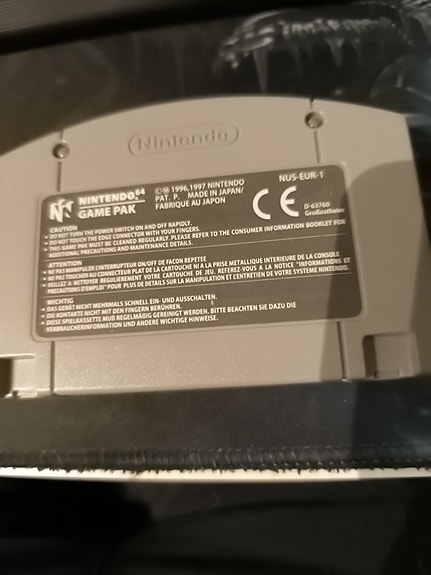 Nintendo
NINTENDO 64
GAME PAK
©Ⓜ 1996,1997 NINTENDO
PAT. P. MADE IN JAPAN/
FABRIQUE AU JAPON
NUS-EUR-1
CE
D-63760
Großostheim
CAUTION
• DO NOT TURN THE POWER SWITCH ON AND OFF RAPIDLY.
• DO NOT TOUCH THE EDGE CONNECTOR WITH YOUR FINGERS.
• THIS GAME PAK MUST BE CLEANED REGULARLY. PLEASE REFER TO THE CONSUMER INFORMATION BOOKLET FOR
ADDITIONAL PRECAUTIONS AND MAINTENANCE DETAILS.
ATTENTION
• NE PAS MANIPULER L'INTERRUPTEUR ON/OFF DE FACON REPETEE
• NE PAS TOUCHER AU CONNECTEUR PLAT DE LA CARTOUCHE NI A LA PRISE METALLIQUE INTERIEURE DE LA CONSOLE
• VEILLEZ A NETTOYER REGULIEREMENT VOTRE CARTOUCHE DE JEU. REFEREZ-VOUS A LA NOTICE "INFORMATIONS ET
PRECAUTIONS D'EMPLOI" POUR PLUS DE DETAILS SUR LA MANIPULATION ET L'ENTRETIEN DE VOTRE SYSTEME NINTENDO.
WICHTIG
• DAS GERÄT NICHT MEHRMALS SCHNELL EIN- UND AUSSCHALTEN.
• DIE KONTAKTE NICHT MIT DEN FINGERN BERÜHREN.
• DIESE SPIELKASSETTE MUß REGELMÄßIG GEREINIGT WERDEN. BITTE BEACHTEN SIE DAZU DIE
VERBRAUCHERINFORMATION UND ANDERE WICHTIGE HINWEISE.